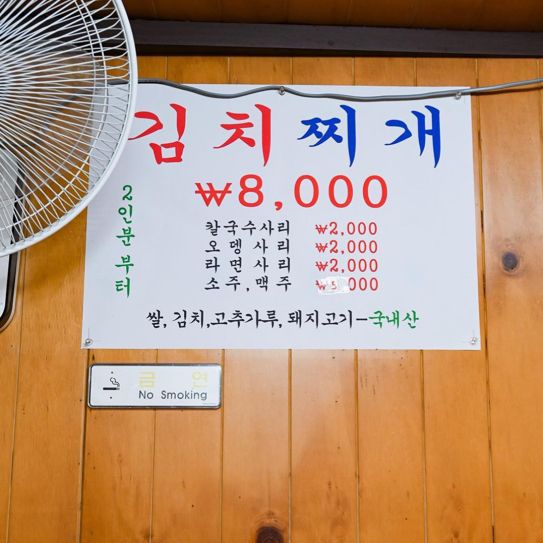 김치찌개
₩8,000
2인분부터
칼국수사리 ₩2,000
오뎅사리 ₩2,000
라면사리 ₩2,000
소주,맥주 ₩5,000
쌀, 김치,고추가루, 돼지고기-국내산
금연
No Smoking